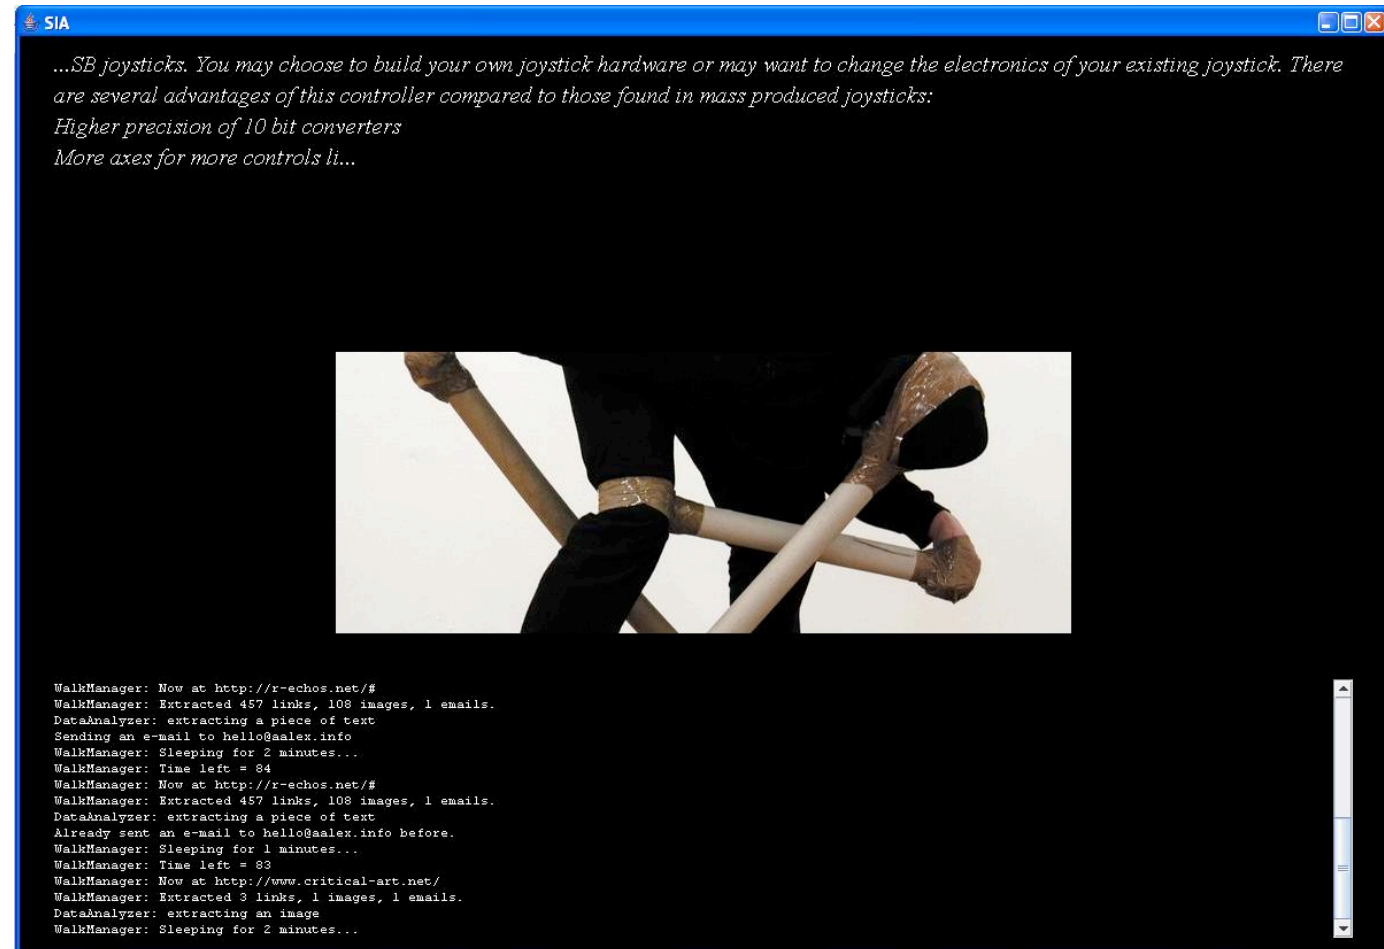 SIA
...SB joysticks. You may choose to build your own joystick hardware or may want to change the electronics of your existing joystick. There
are several advantages of this controller compared to those found in mass produced joysticks:
Higher precision of 10 bit converters
More axes for more controls li...
WalkManager: Now at http://r-echos.net/#
WalkManager: Extracted 457 links, 108 images, 1 emails.
DataAnalyzer: extracting a piece of text
Sending an e-mail to hello@aalex.info
WalkManager: Sleeping for 2 minutes...
WalkManager: Time left = 84
WalkManager: Now at http://r-echos.net/#
WalkManager: Extracted 457 links, 108 images, 1 emails.
DataAnalyzer: extracting a piece of text
Already sent an e-mail to hello@aalex.info before.
WalkManager: Sleeping for 1 minutes...
WalkManager: Time left = 83
WalkManager: Now at http://www.critical-art.net/
WalkManager: Extracted 3 links, 1 images, 1 emails.
DataAnalyzer: extracting an image
WalkManager: Sleeping for 2 minutes...